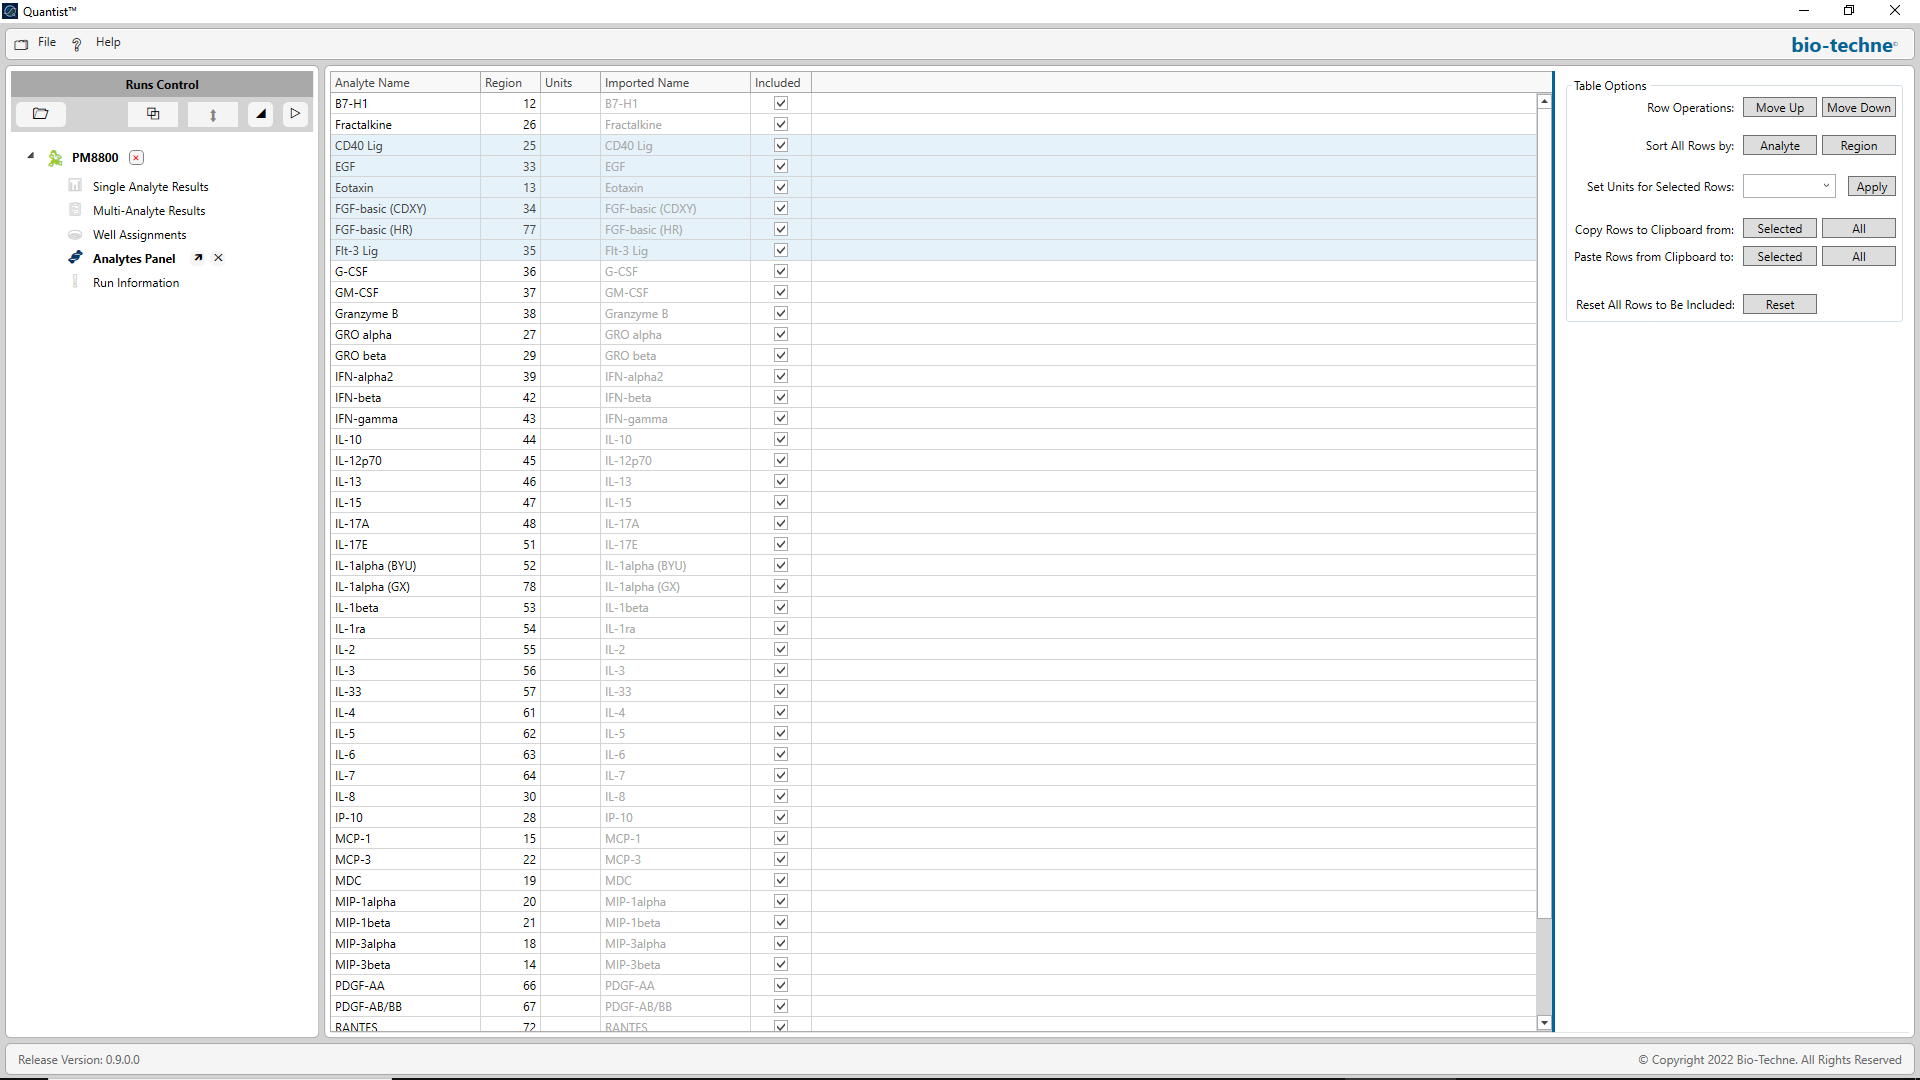 Quantist™
File Help
bio-techne®
Runs Control
PM8800
Single Analyte Results
Multi-Analyte Results
Well Assignments
Analytes Panel
Run Information
Analyte Name Region Units Imported Name Included
B7-H1 12 B7-H1
Fractalkine 26 Fractalkine
CD40 Lig 25 CD40 Lig
EGF 33 EGF
Eotaxin 13 Eotaxin
FGF-basic (CDXY) 34 FGF-basic (CDXY)
FGF-basic (HR) 77 FGF-basic (HR)
Flt-3 Lig 35 Flt-3 Lig
G-CSF 36 G-CSF
GM-CSF 37 GM-CSF
Granzyme B 38 Granzyme B
GRO alpha 27 GRO alpha
GRO beta 29 GRO beta
IFN-alpha2 39 IFN-alpha2
IFN-beta 42 IFN-beta
IFN-gamma 43 IFN-gamma
IL-10 44 IL-10
IL-12p70 45 IL-12p70
IL-13 46 IL-13
IL-15 47 IL-15
IL-17A 48 IL-17A
IL-17E 51 IL-17E
IL-1alpha (BYU) 52 IL-1alpha (BYU)
IL-1alpha (GX) 78 IL-1alpha (GX)
IL-1beta 53 IL-1beta
IL-1ra 54 IL-1ra
IL-2 55 IL-2
IL-3 56 IL-3
IL-33 57 IL-33
IL-4 61 IL-4
IL-5 62 IL-5
IL-6 63 IL-6
IL-7 64 IL-7
IL-8 30 IL-8
IP-10 28 IP-10
MCP-1 15 MCP-1
MCP-3 22 MCP-3
MDC 19 MDC
MIP-1alpha 20 MIP-1alpha
MIP-1beta 21 MIP-1beta
MIP-3alpha 18 MIP-3alpha
MIP-3beta 14 MIP-3beta
PDGF-AA 66 PDGF-AA
PDGF-AB/BB 67 PDGF-AB/BB
RANTES 72 RANTES
Table Options
Row Operations: Move Up Move Down
Sort All Rows by: Analyte Region
Set Units for Selected Rows: Apply
Copy Rows to Clipboard from: Selected All
Paste Rows from Clipboard to: Selected All
Reset All Rows to Be Included: Reset
Release Version: 0.9.0.0
© Copyright 2022 Bio-Techne. All Rights Reserved